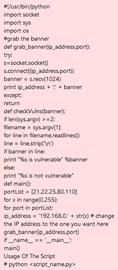 #!/usr/bin/python
import socket
import sys
import os
#grab the banner
def grab_banner(ip_address,port):
try:
s=socket.socket()
s.connect((ip_address,port))
banner = s.recv(1024)
print ip_address + ':' + banner
except:
return
def checkVulns(banner):
if len(sys.argv) >=2:
filename = sys.argv[1]
for line in filename.readlines():
line = line.strip('\n')
if banner in line:
print "%s is vulnerable" %banner
else:
print "%s is not vulnerable"
def main():
portList = [21,22,25,80,110]
for x in range(0,255):
for port in portList:
ip_address = '192.168.0.' + str(x) # change
the IP address to the one you want here
grab_banner(ip_address,port)
if __name__ == '__main__':
main()
Usage Of The Script
# python <script_name.py>